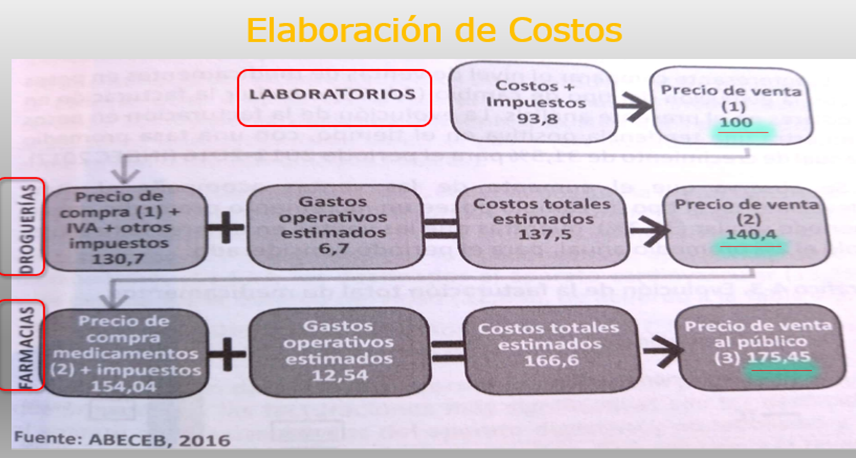 Elaboración de Costos
LABORATORIOS
Costos +
Impuestos
93,8
Precio de venta
(1)
100
DROGUERÍAS
Precio de
compra (1) +
IVA + otros
impuestos
130,7
Gastos
operativos
estimados
6,7
Costos totales
estimados
137,5
Precio de venta
(2)
140,4
FARMACIAS
Precio de
compra
medicamentos
(2) + impuestos
154,04
Gastos
operativos
estimados
12,54
Costos totales
estimados
166,6
Precio de venta
al público
(3) 175,45
Fuente: ABECEB, 2016